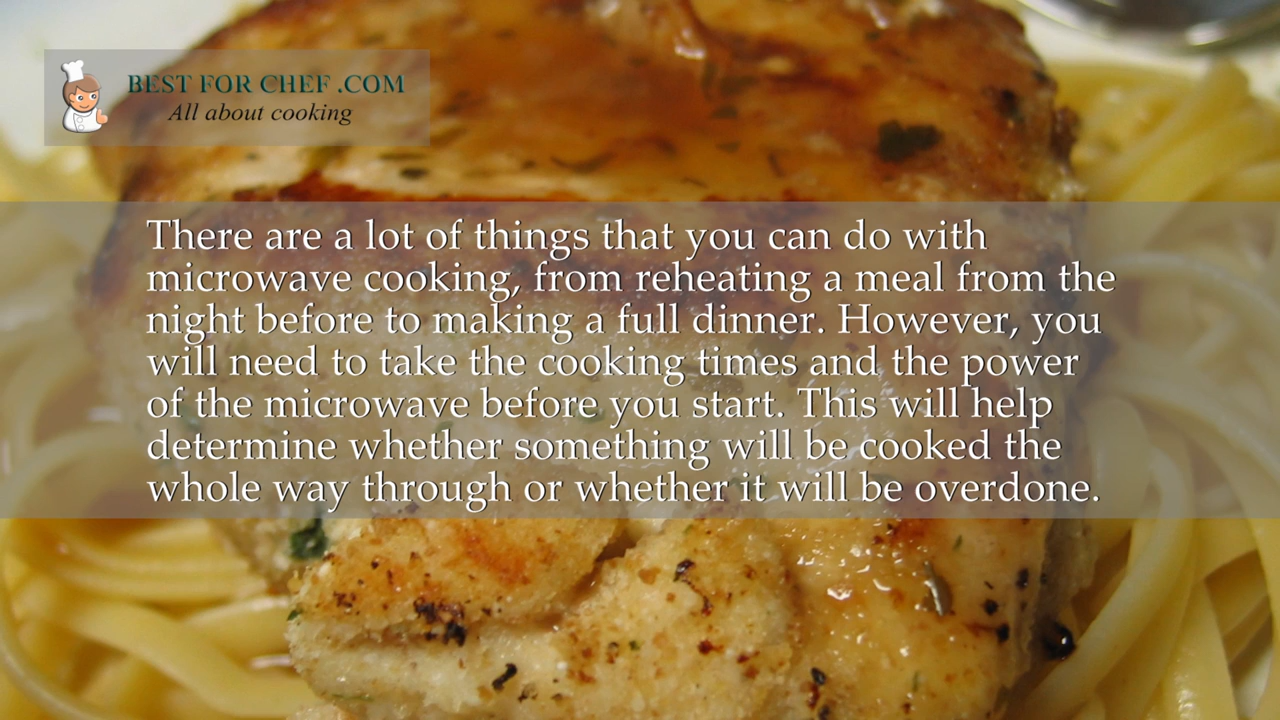 BEST FOR CHEF .COM
All about cooking
There are a lot of things that you can do with
microwave cooking, from reheating a meal from the
night before to making a full dinner. However, you
will need to take the cooking times and the power
of the microwave before you start. This will help
determine whether something will be cooked the
whole way through or whether it will be overdone.